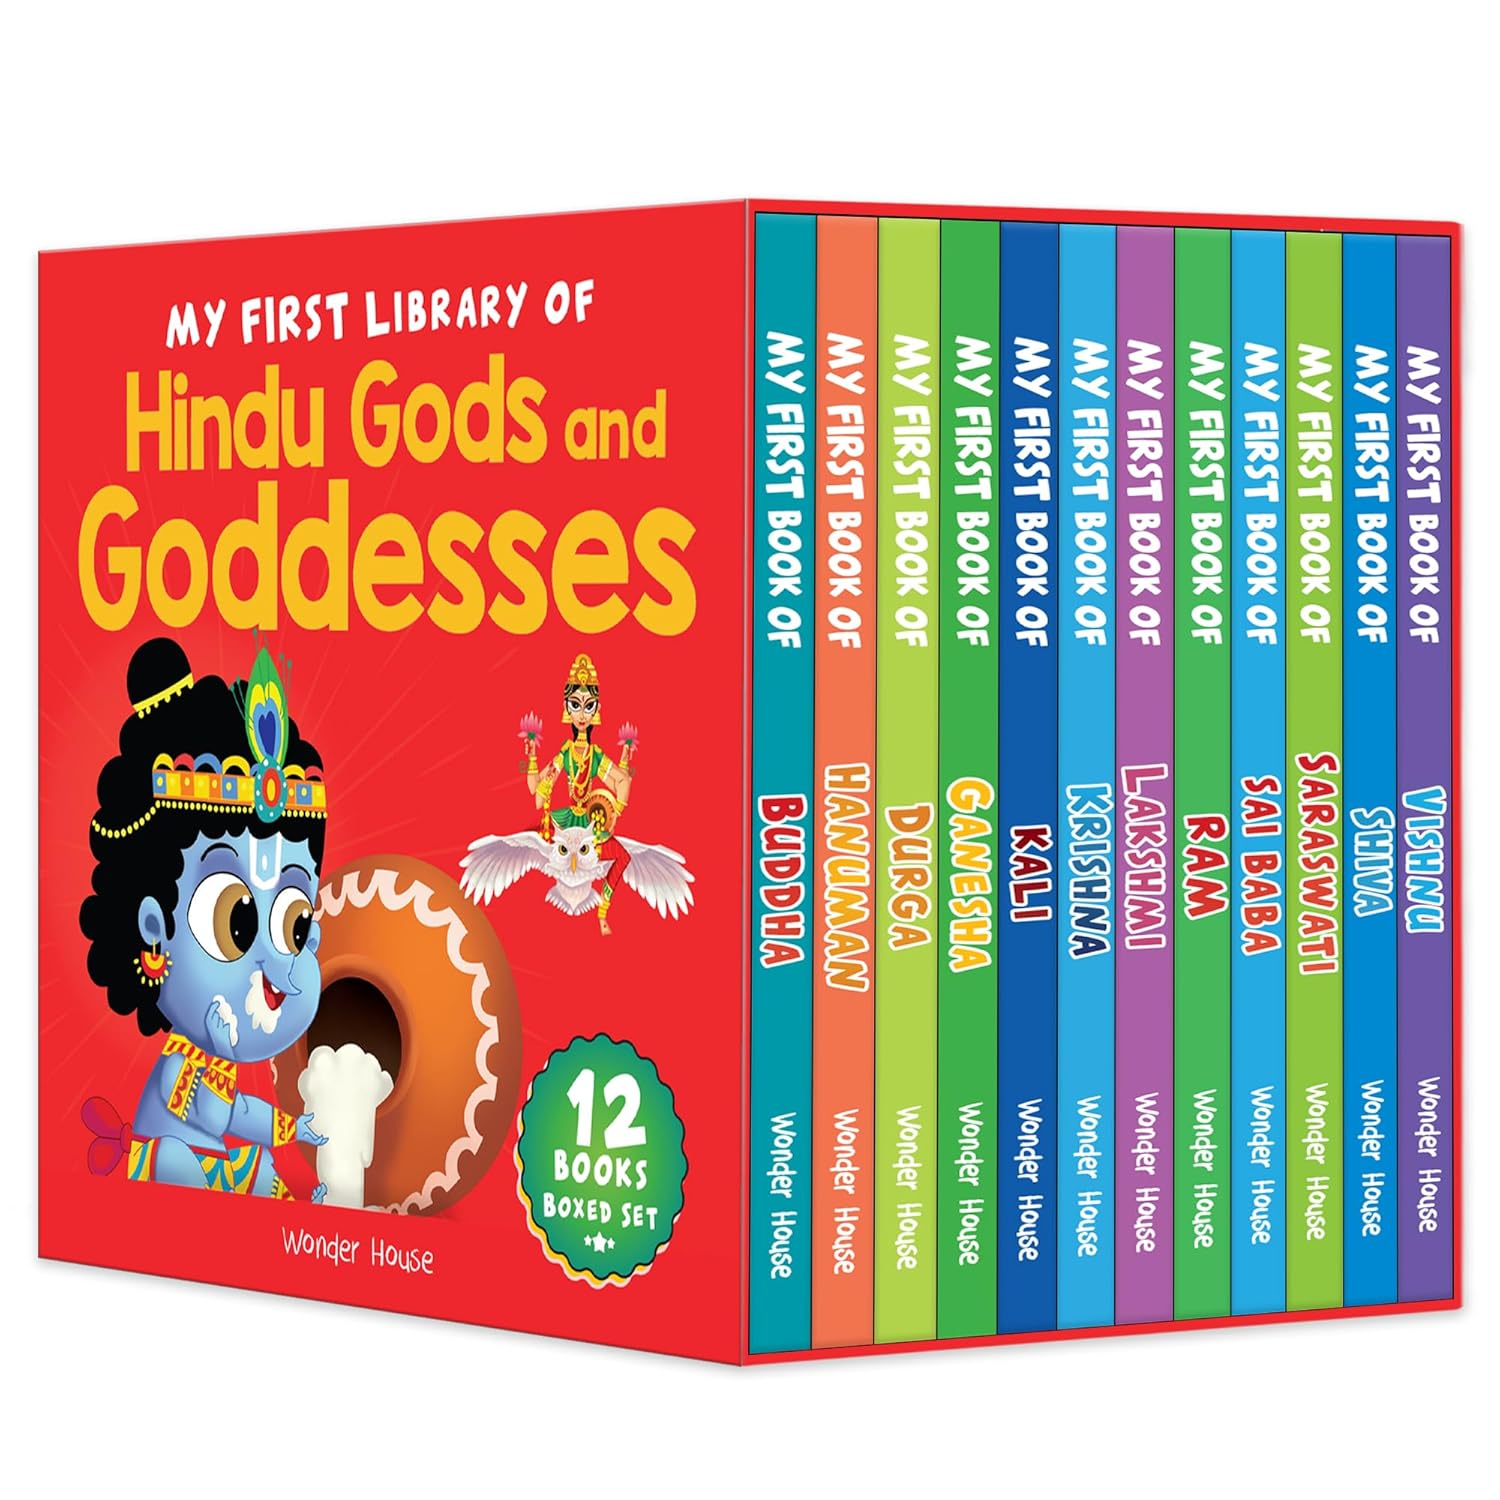 MY FIRST LIBRARY OF
Hindu Gods and
Goddesses
12
BOOKS
BOXED SET
Wonder House
MY FIRST BOOK OF BUDDHA Wonder House
MY FIRST BOOK OF HANUMAN Wonder House
MY FIRST BOOK OF DURGA Wonder House
MY FIRST BOOK OF GANESHA Wonder House
MY FIRST BOOK OF KALI Wonder House
MY FIRST BOOK OF KRISHNA Wonder House
MY FIRST BOOK OF LAKSHMI Wonder House
MY FIRST BOOK OF RAM Wonder House
MY FIRST BOOK OF SAI BABA Wonder House
MY FIRST BOOK OF SARASWATI Wonder House
MY FIRST BOOK OF SHIVA Wonder House
MY FIRST BOOK OF VISHNU Wonder House